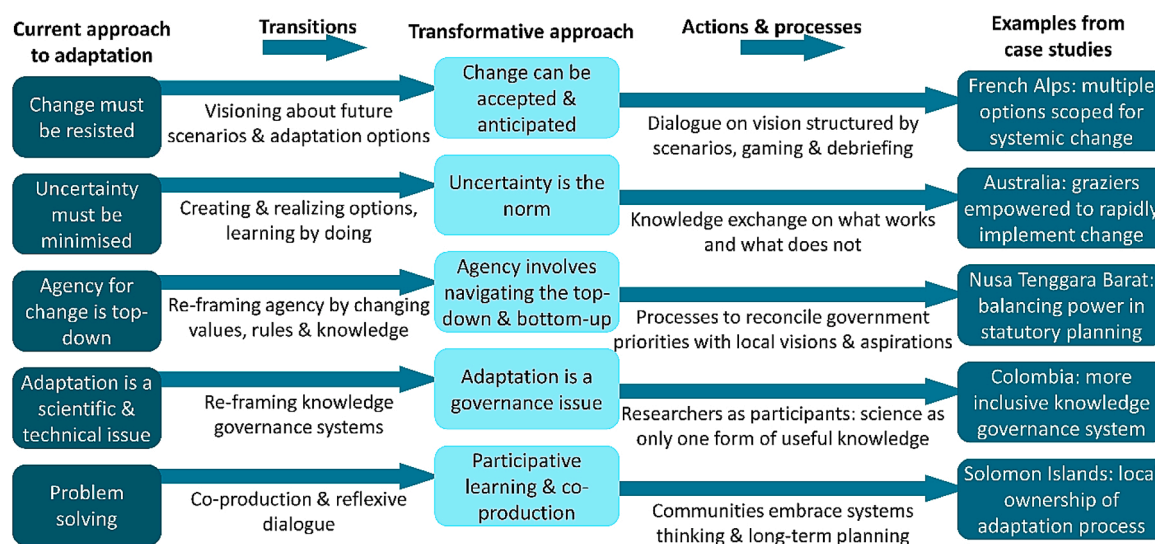 Current approach
to adaptation
Transitions
Transformative approach
Actions & processes
Examples from
case studies
Change must
be resisted
Visioning about future
scenarios & adaptation options
Change can be
accepted &
anticipated
Dialogue on vision structured by
scenarios, gaming & debriefing
French Alps: multiple
options scoped for
systemic change
Uncertainty
must be
minimised
Creating & realizing options,
learning by doing
Uncertainty is the
norm
Knowledge exchange on what works
and what does not
Australia: graziers
empowered to rapidly
implement change
Agency for
change is top-
down
Re-framing agency by changing
values, rules & knowledge
Agency involves
navigating the top-
down & bottom-up
Processes to reconcile government
priorities with local visions & aspirations
Nusa Tenggara Barat:
balancing power in
statutory planning
Adaptation is a
scientific &
technical issue
Re-framing knowledge
governance systems
Adaptation is a
governance issue
Researchers as participants: science as
only one form of useful knowledge
Colombia: more
inclusive knowledge
governance system
Problem
solving
Co-production & reflexive
dialogue
Participative
learning & co-
production
Communities embrace systems
thinking & long-term planning
Solomon Islands: local
ownership of
adaptation process